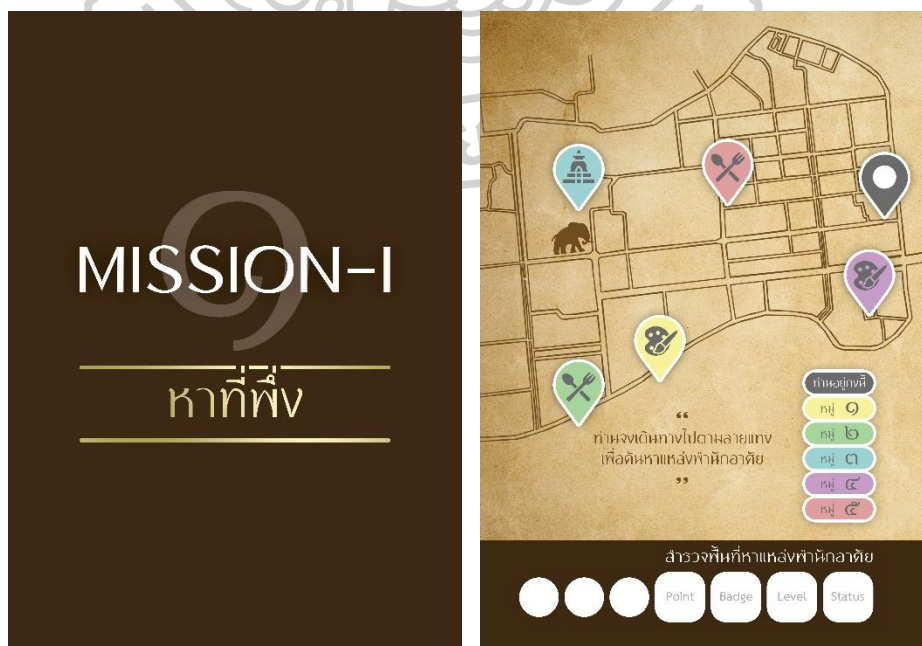 ๑
MISSION-I
หาที่พึ่ง
ท่านอยู่ตรงนี้
หมู่ ๑
หมู่ ๒
หมู่ ๓
หมู่ ๔
หมู่ ๕
“
ท่านจงเดินทางไปตามลายแทง
เพื่อค้นหาแหล่งพำนักอาศัย
”
สำรวจพื้นที่หาแหล่งพำนักอาศัย
Point Badge Level Status